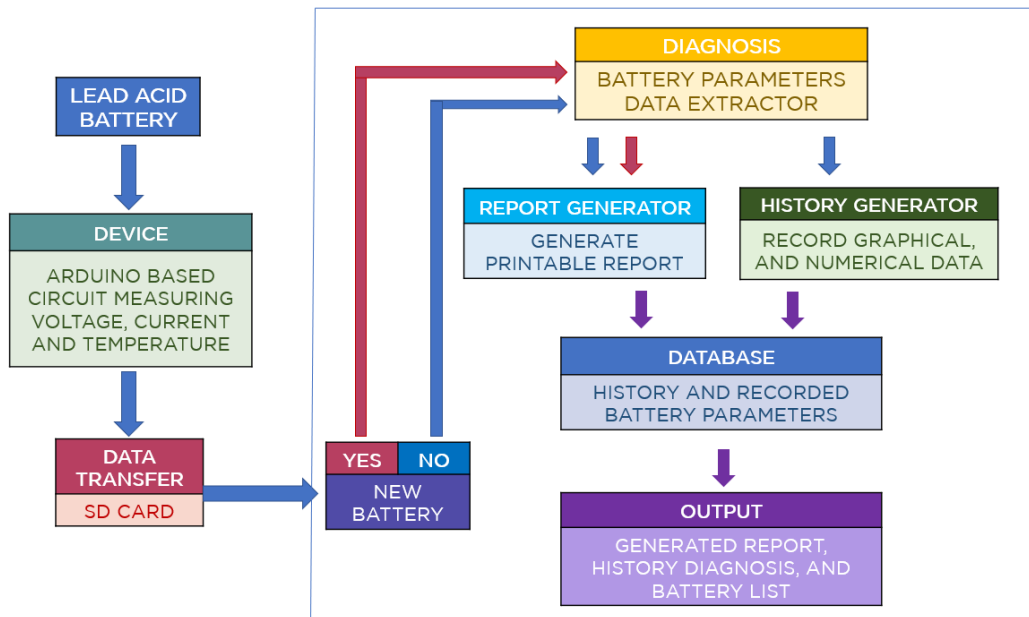 LEAD ACID
BATTERY
DEVICE
ARDUINO BASED
CIRCUIT MEASURING
VOLTAGE, CURRENT
AND TEMPERATURE
DATA
TRANSFER
SD CARD
YES
NO
NEW
BATTERY
DIAGNOSIS
BATTERY PARAMETERS
DATA EXTRACTOR
REPORT GENERATOR
GENERATE
PRINTABLE REPORT
HISTORY GENERATOR
RECORD GRAPHICAL,
AND NUMERICAL DATA
DATABASE
HISTORY AND RECORDED
BATTERY PARAMETERS
OUTPUT
GENERATED REPORT,
HISTORY DIAGNOSIS, AND
BATTERY LIST